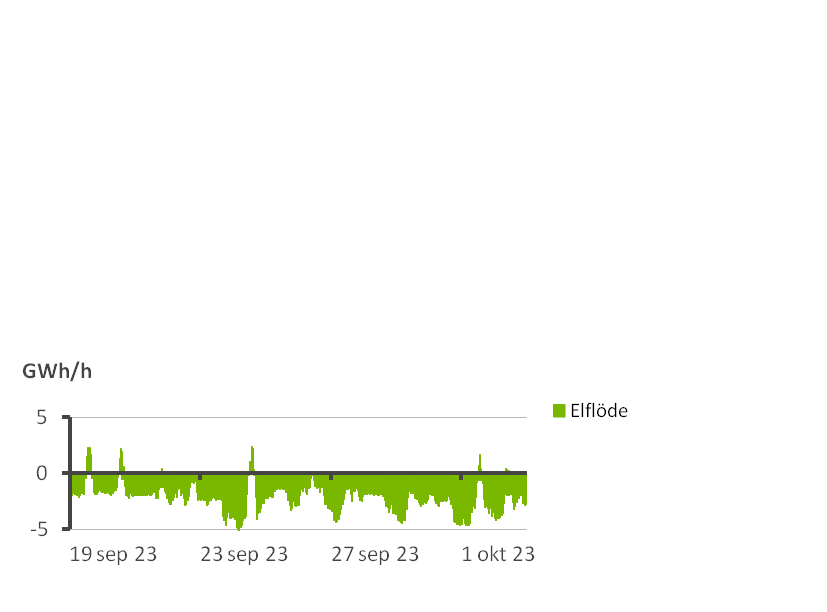 GWh/h
Elflöde
5
0
-5
19 sep 23
23 sep 23
27 sep 23
1 okt 23